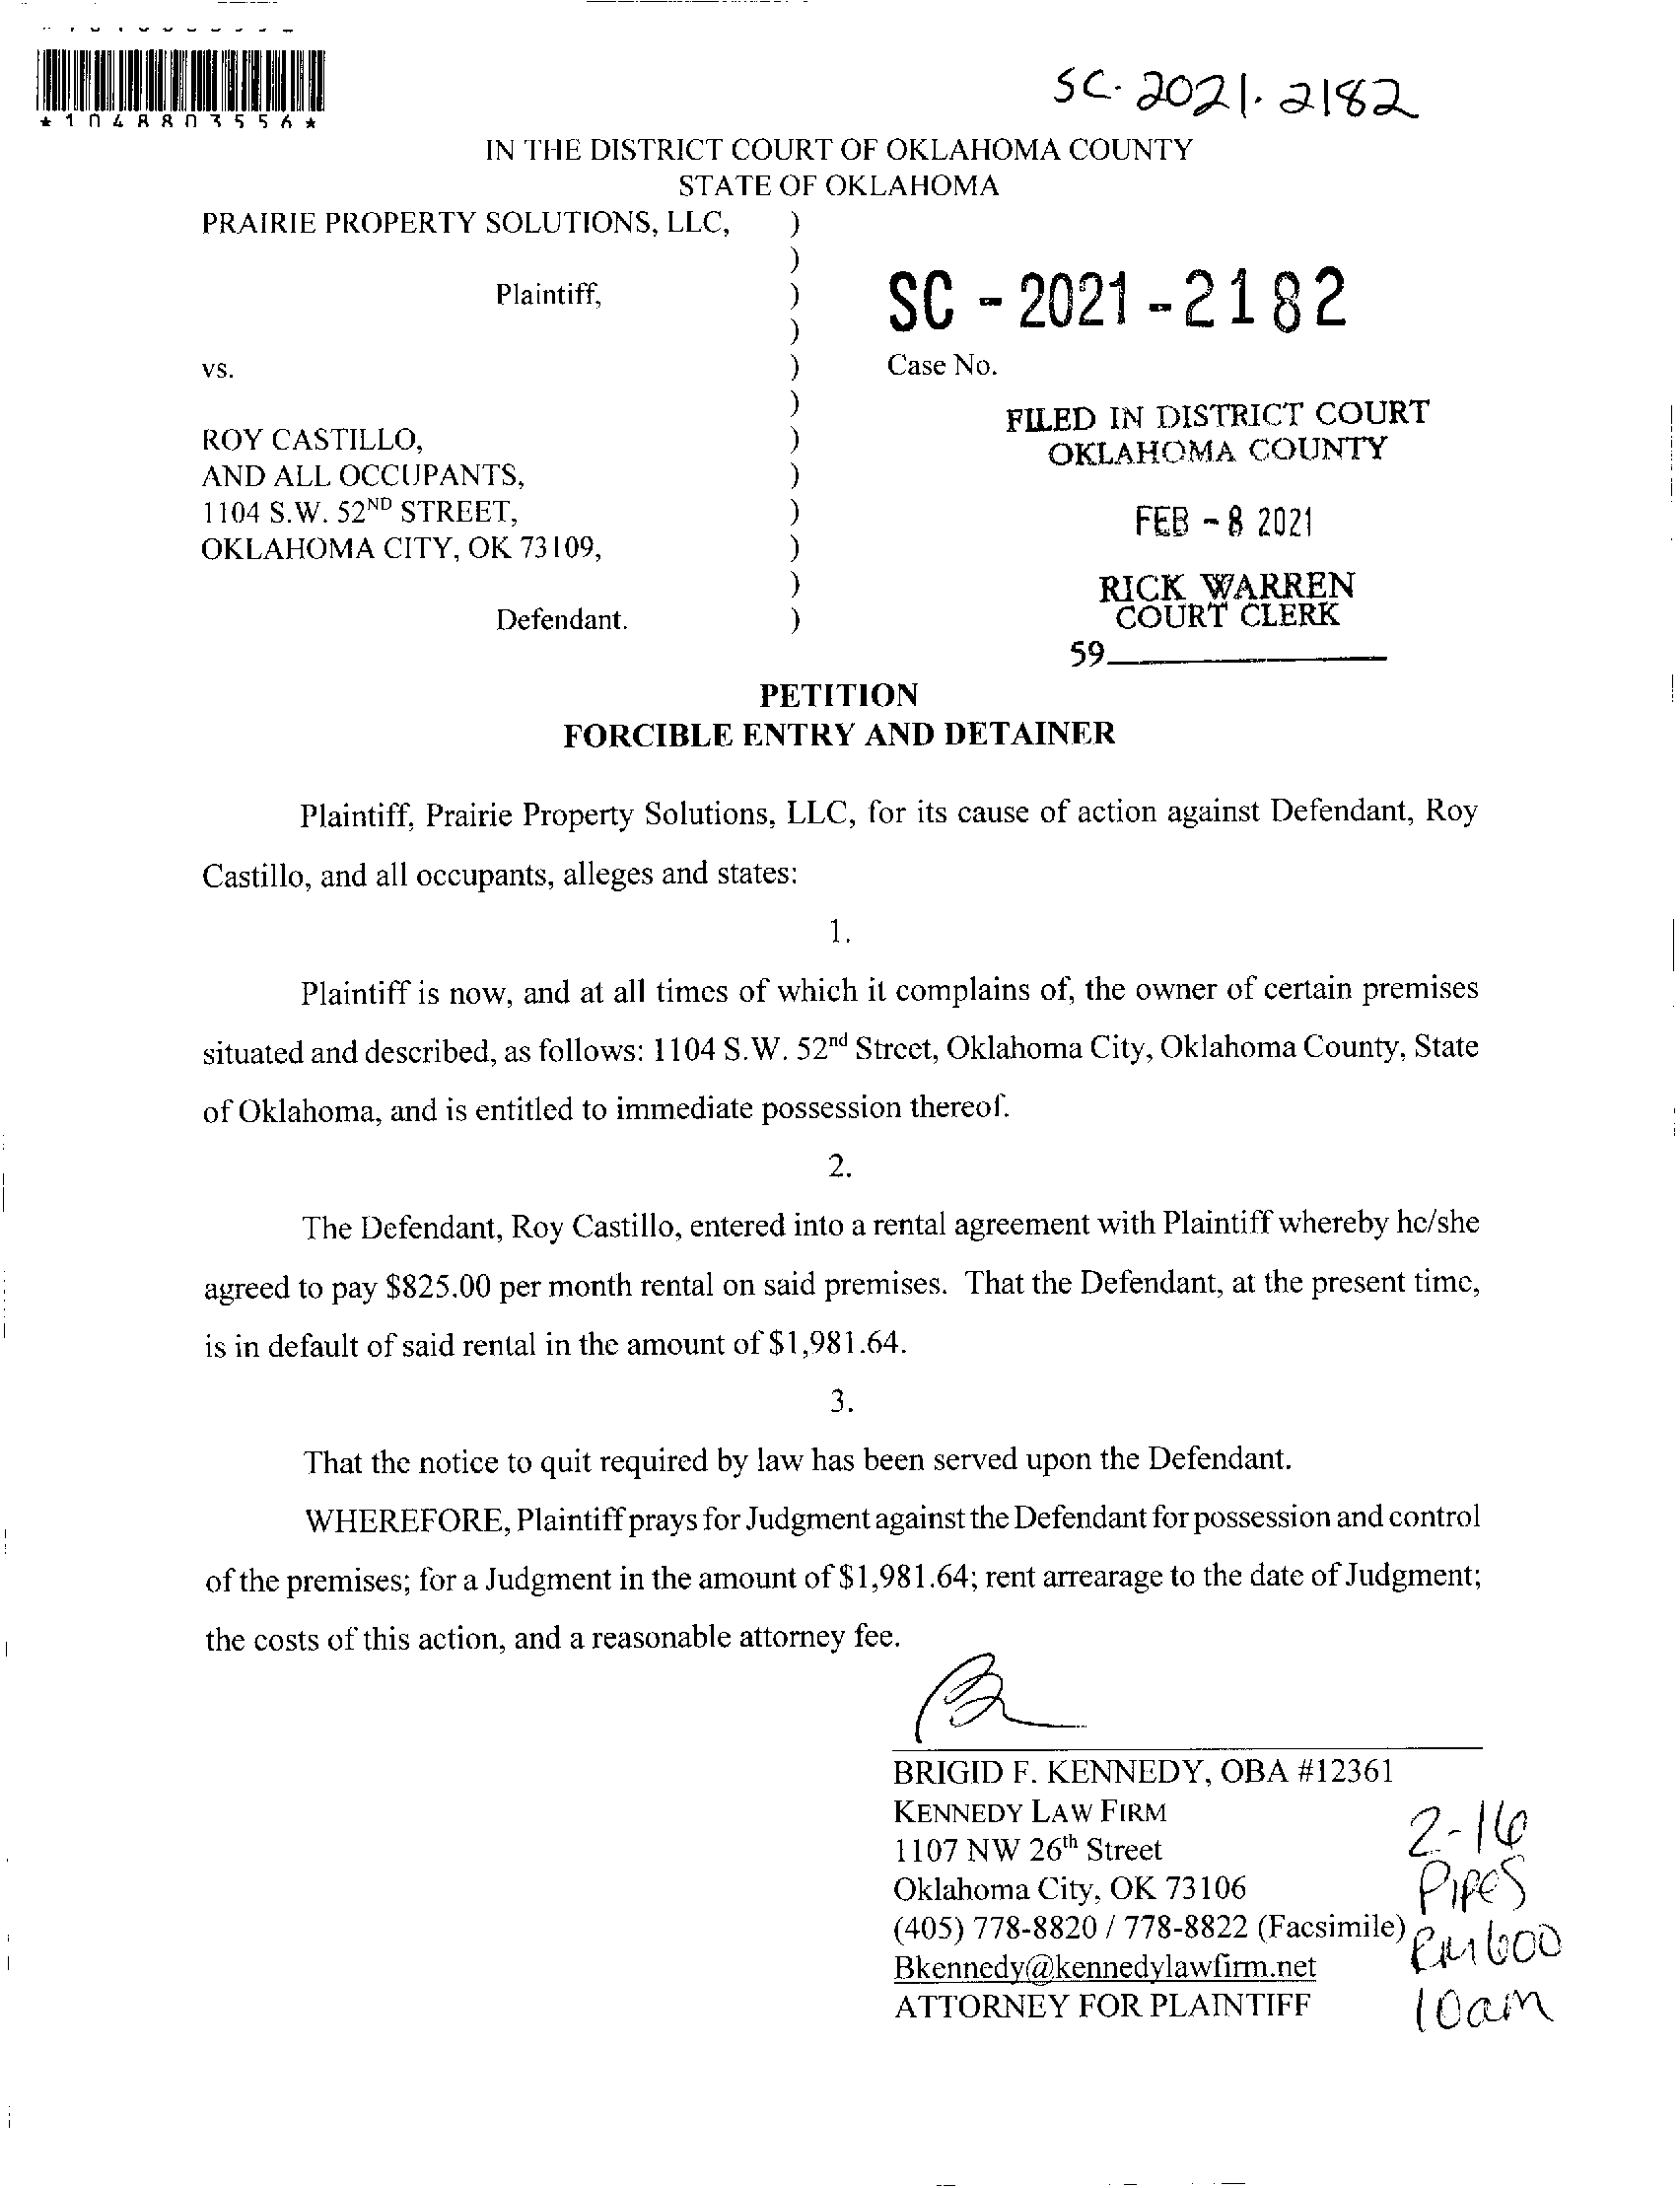 *1048803556*
SC-2021-2182
IN THE DISTRICT COURT OF OKLAHOMA COUNTY
STATE OF OKLAHOMA
PRAIRIE PROPERTY SOLUTIONS, LLC, )
)
Plaintiff, )
SC - 2021 - 2182
)
vs. )
Case No.
)
FILED IN DISTRICT COURT
OKLAHOMA COUNTY
ROY CASTILLO, )
AND ALL OCCUPANTS, )
1104 S.W. 52ND STREET, )
FEB - 8 2021
OKLAHOMA CITY, OK 73109, )
)
RICK WARREN
COURT CLERK
Defendant. )
59
PETITION
FORCIBLE ENTRY AND DETAINER
Plaintiff, Prairie Property Solutions, LLC, for its cause of action against Defendant, Roy
Castillo, and all occupants, alleges and states:
1.
Plaintiff is now, and at all times of which it complains of, the owner of certain premises
situated and described, as follows: 1104 S.W. 52nd Street, Oklahoma City, Oklahoma County, State
of Oklahoma, and is entitled to immediate possession thereof.
2.
The Defendant, Roy Castillo, entered into a rental agreement with Plaintiff whereby he/she
agreed to pay $825.00 per month rental on said premises. That the Defendant, at the present time,
is in default of said rental in the amount of $1,981.64.
3.
That the notice to quit required by law has been served upon the Defendant.
WHEREFORE, Plaintiff prays for Judgment against the Defendant for possession and control
of the premises; for a Judgment in the amount of $1,981.64; rent arrearage to the date of Judgment;
the costs of this action, and a reasonable attorney fee.
BRIGID F. KENNEDY, OBA #12361
KENNEDY LAW FIRM
1107 NW 26th Street
Oklahoma City, OK 73106
(405) 778-8820 / 778-8822 (Facsimile)
Bkennedy@kennedylawfirm.net
ATTORNEY FOR PLAINTIFF
2-16
Pipes
Rm 600
10am